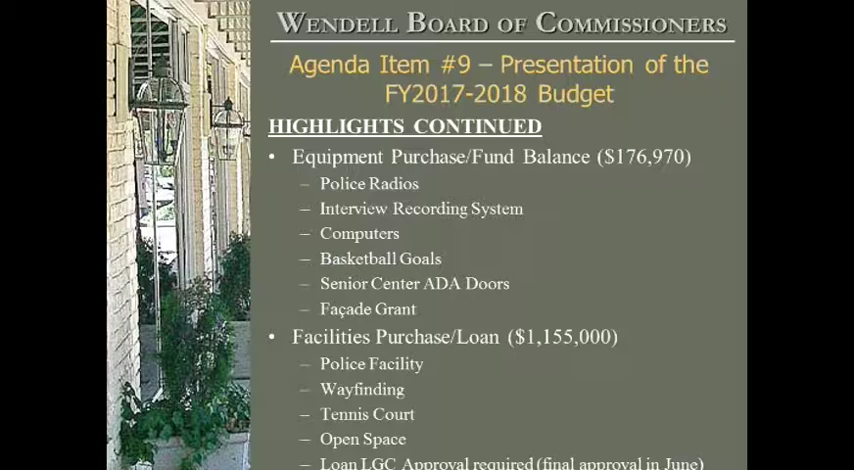 WENDELL BOARD OF COMMISSIONERS
Agenda Item #9 – Presentation of the
FY2017-2018 Budget
HIGHLIGHTS CONTINUED
• Equipment Purchase/Fund Balance ($176,970)
– Police Radios
– Interview Recording System
– Computers
– Basketball Goals
– Senior Center ADA Doors
– Façade Grant
• Facilities Purchase/Loan ($1,155,000)
– Police Facility
– Wayfinding
– Tennis Court
– Open Space
– Loan LGC Approval required (final approval in June)